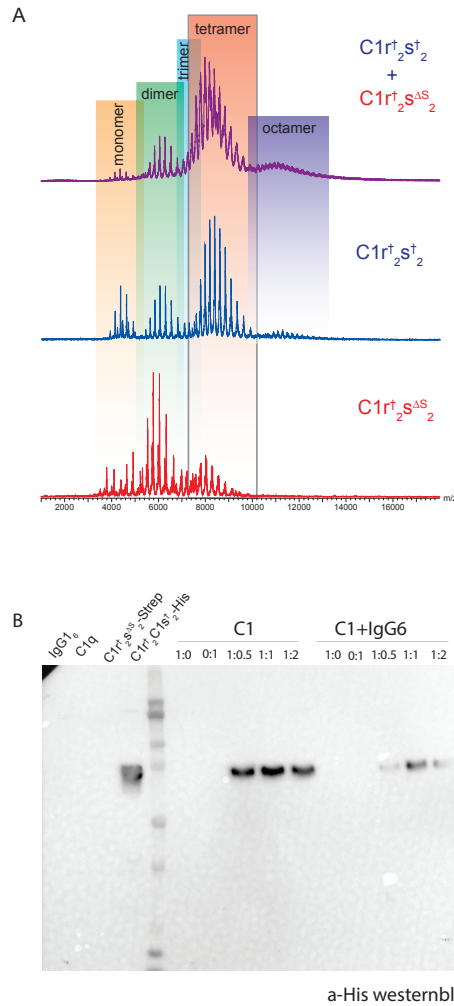 A
tetramer
trimer
dimer
monomer
octamer
C1r†2s†2
+
C1r†2sΔS2
C1r†2s†2
C1r†2sΔS2
2000 4000 6000 8000 10000 12000 14000 16000 m/z
B
IgG16
C1q
C1r†2sΔS2-Strep
C1r†2C1s†2-His
C1 C1+IgG6
1:0 0:1 1:0.5 1:1 1:2 1:0 0:1 1:0.5 1:1 1:2
a-His westernbl